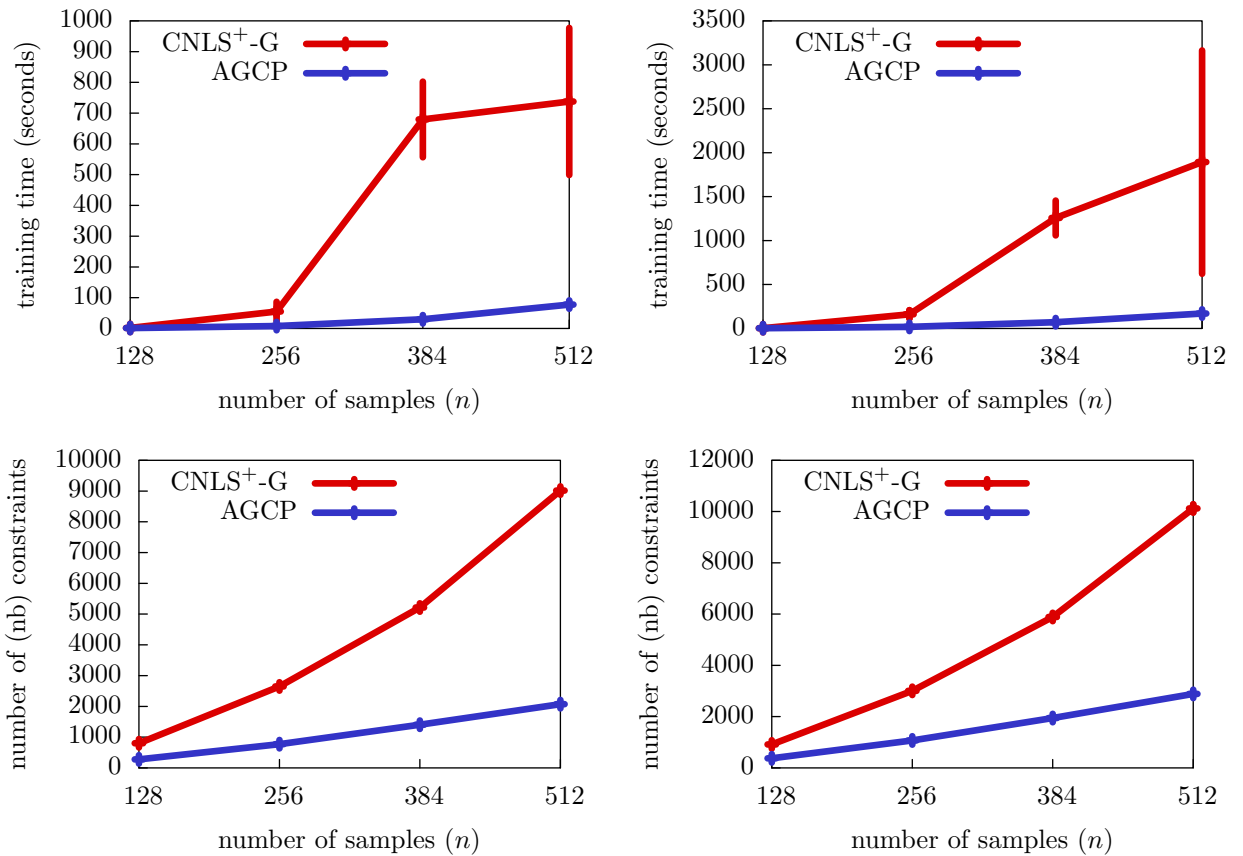 training time (seconds)
1000
900
800
700
600
500
400
300
200
100
0
CNLS⁺-G
AGCP
128 256 384 512
number of samples (n)
training time (seconds)
3500
3000
2500
2000
1500
1000
500
0
CNLS⁺-G
AGCP
128 256 384 512
number of samples (n)
number of (nb) constraints
10000
9000
8000
7000
6000
5000
4000
3000
2000
1000
0
CNLS⁺-G
AGCP
128 256 384 512
number of samples (n)
number of (nb) constraints
12000
10000
8000
6000
4000
2000
0
CNLS⁺-G
AGCP
128 256 384 512
number of samples (n)